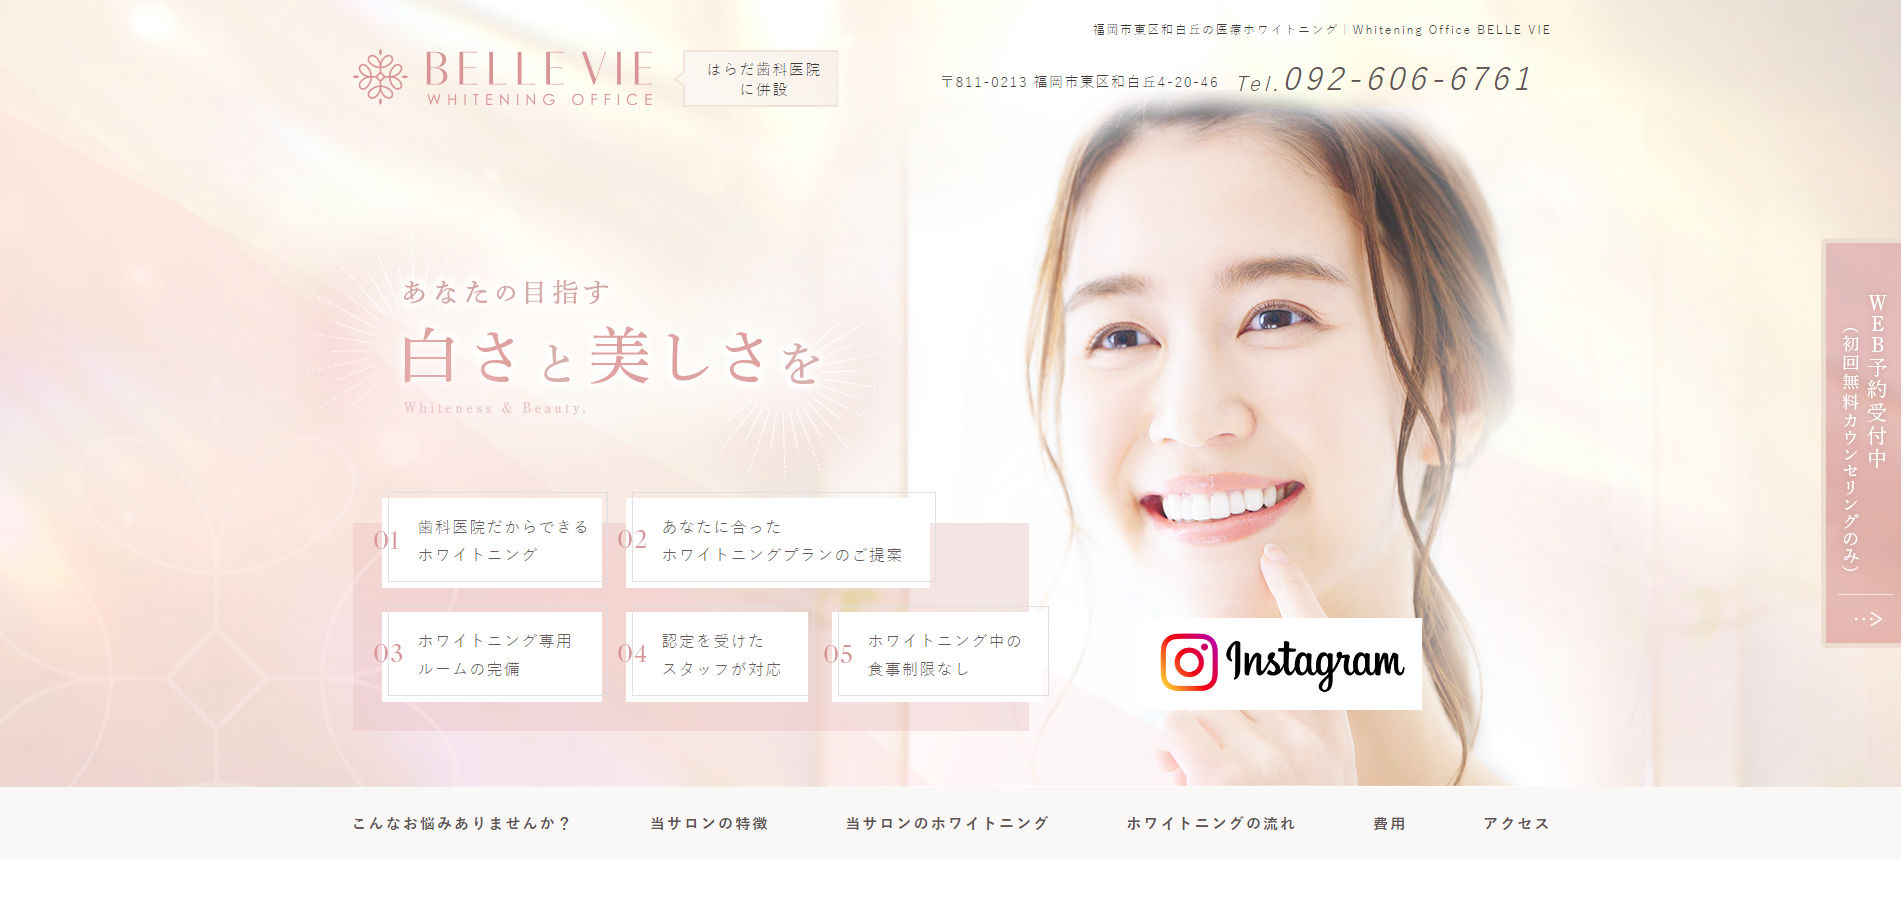 福岡市東区和白丘の医療ホワイトニング｜Whitening Office BELLE VIE
BELLE VIE
WHITENING OFFICE
はらだ歯科医院
に併設
〒811-0213 福岡市東区和白丘4-20-46
Tel.092-606-6761
あなたの目指す
白さと美しさを
Whiteness & Beauty.
01
歯科医院だからできる
ホワイトニング
02
あなたに合った
ホワイトニングプランのご提案
03
ホワイトニング専用
ルームの完備
04
認定を受けた
スタッフが対応
05
ホワイトニング中の
食事制限なし
Instagram
WEB予約受付中
（初回無料カウンセリングのみ）
こんなお悩みありませんか？
当サロンの特徴
当サロンのホワイトニング
ホワイトニングの流れ
費用
アクセス